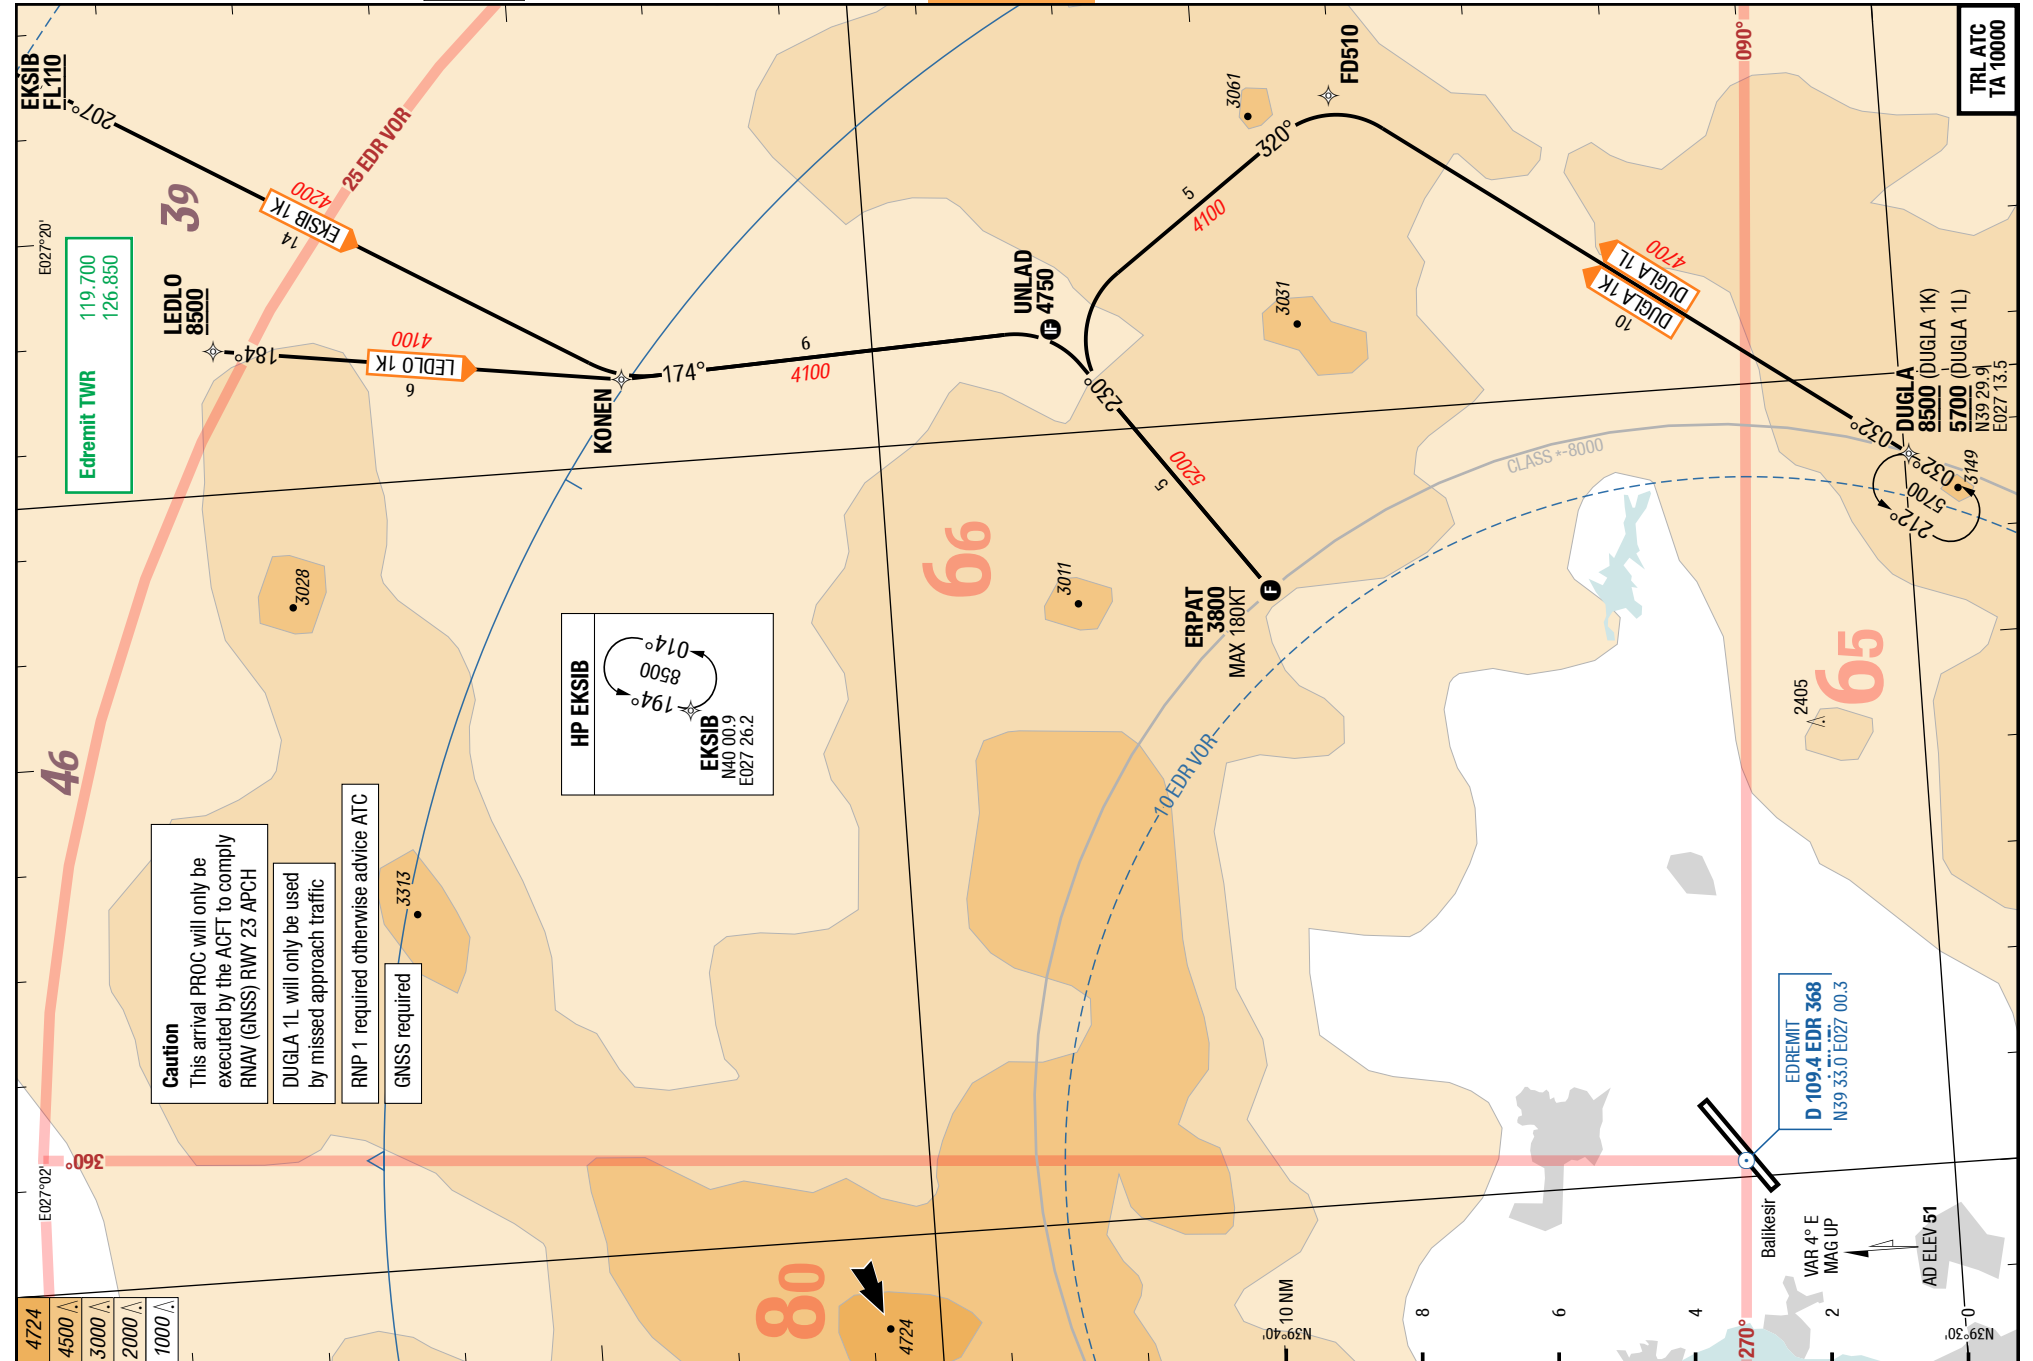 EKSIB
FL110
207°
25 EDR VOR
39
EKSIB 1K
4200
14
E027°20'
Edremit TWR 119.700
126.850
LEDLO
8500
184°
LEDLO 1K
4100
9
KONEN
174°
9
4100
UNLAD
4750
IF
230°
5
5200
ERPAT
3800
MAX 180KT
F
3061
FD510
320°
5
4100
3031
DUGLA 1L
DUGLA 1K
4700
10
032°
DUGLA
8500 (DUGLA 1K)
5700 (DUGLA 1L)
N39 29.9
E027 13.5
032°
5700
212°
3149
090°
TRL ATC
TA 10000
CLASS *-8000
10 EDR VOR
66
65
2405
3011
3028
46
HP EKSIB
014°
8500
194°
EKSIB
N40 00.9
E027 26.2
Caution
This arrival PROC will only be
executed by the ACFT to comply
RNAV (GNSS) RWY 23 APCH
DUGLA 1L will only be used
by missed approach traffic
RNP 1 required otherwise advice ATC
GNSS required
3313
360°
E027°02'
4724
4500
3000
2000
1000
80
4724
EDREMIT
D 109.4 EDR 368
N39 33.0 E027 00.3
Balikesir
VAR 4° E
MAG UP
AD ELEV 51
270°
N39°40'
10 NM
8
6
4
2
0
N39°30'